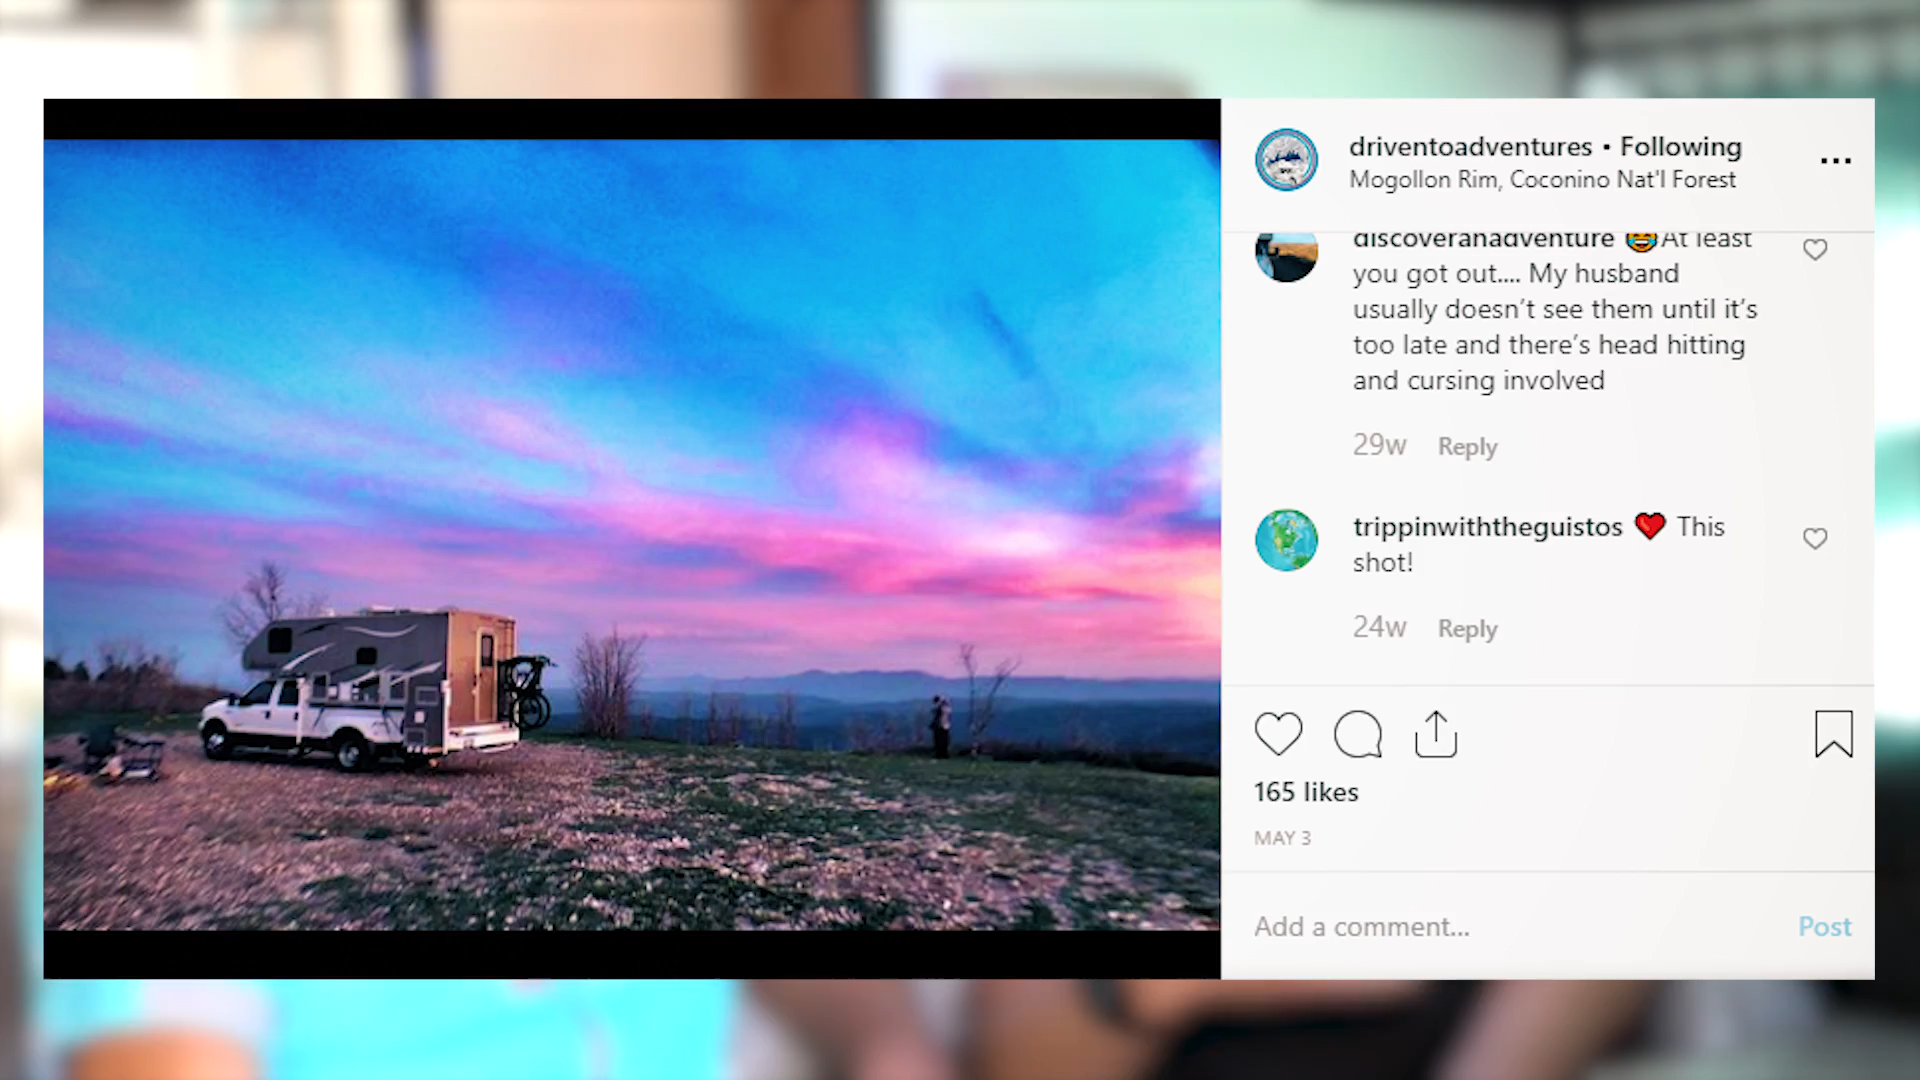 driventoadventures • Following
Mogollon Rim, Coconino Nat'l Forest
discoveranadventure 😂At least
you got out.... My husband
usually doesn’t see them until it’s
too late and there’s head hitting
and cursing involved
29w Reply
trippinwiththeguistos ❤️ This
shot!
24w Reply
165 likes
MAY 3
Add a comment... Post